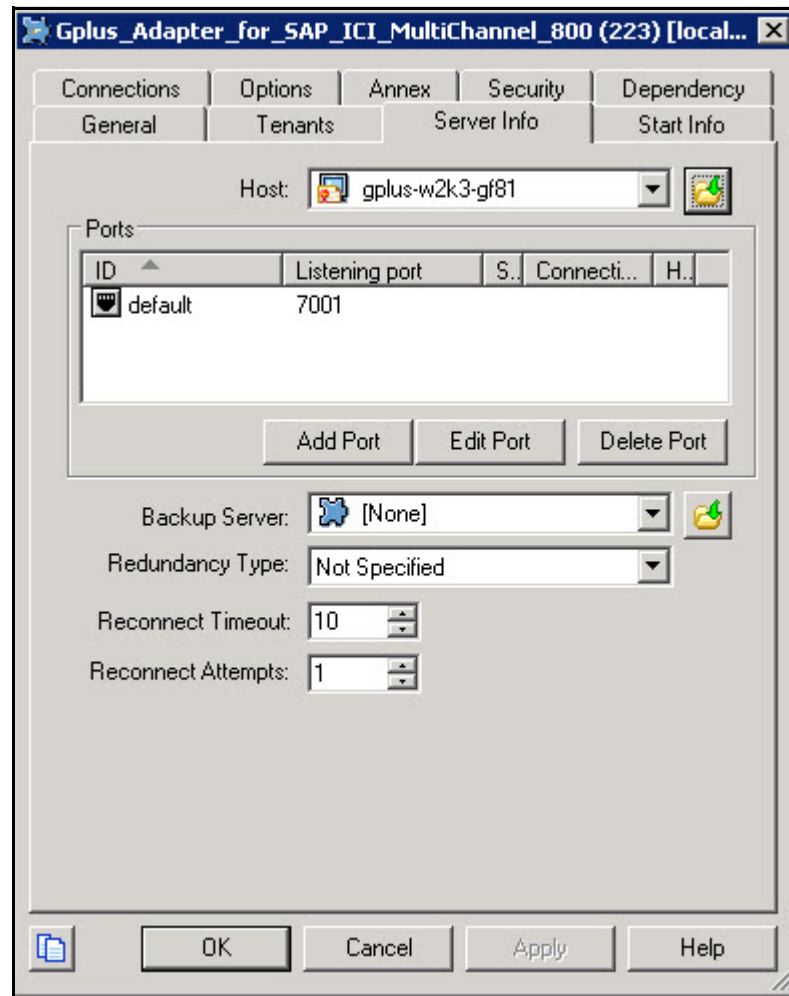 Gplus_Adapter_for_SAP_ICI_MultiChannel_800 (223) [local...
Connections Options Annex Security Dependency
General Tenants Server Info Start Info
Host: gplus-w2k3-gf81
Ports
ID Listening port S.. Connecti... H..
default 7001
Add Port Edit Port Delete Port
Backup Server: [None]
Redundancy Type: Not Specified
Reconnect Timeout: 10
Reconnect Attempts: 1
OK Cancel Apply Help